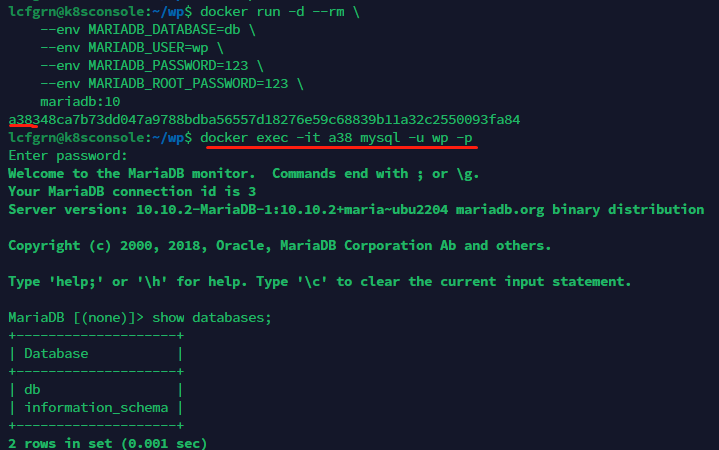 lcfgrn@k8sconsole:~/wp$ docker run -d --rm \
    --env MARIADB_DATABASE=db \
    --env MARIADB_USER=wp \
    --env MARIADB_PASSWORD=123 \
    --env MARIADB_ROOT_PASSWORD=123 \
    mariadb:10
a38348ca7b73dd047a9788bdba56557d18276e59c68839b11a32c2550093fa84
lcfgrn@k8sconsole:~/wp$ docker exec -it a38 mysql -u wp -p
Enter password:
Welcome to the MariaDB monitor.  Commands end with ; or \g.
Your MariaDB connection id is 3
Server version: 10.10.2-MariaDB-1:10.10.2+maria~ubu2204 mariadb.org binary distribution

Copyright (c) 2000, 2018, Oracle, MariaDB Corporation Ab and others.

Type 'help;' or '\h' for help. Type '\c' to clear the current input statement.

MariaDB [(none)]> show databases;
+--------------------+
| Database           |
+--------------------+
| db                 |
| information_schema |
+--------------------+
2 rows in set (0.001 sec)